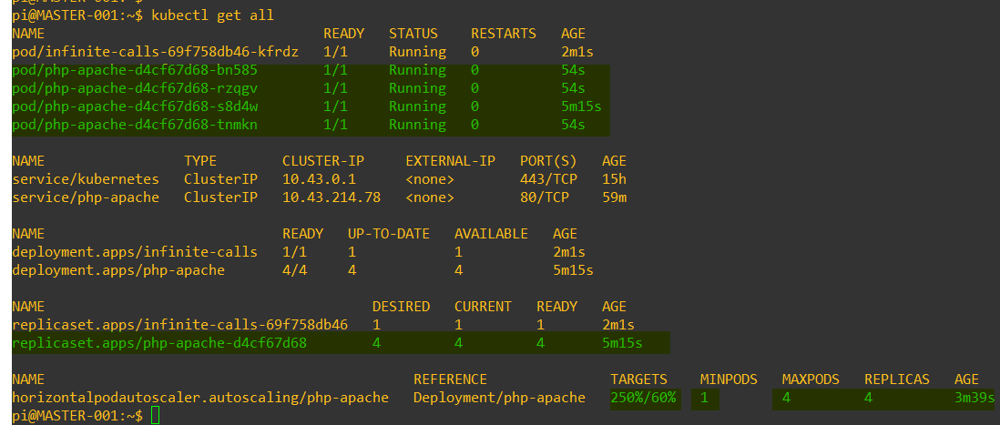 pi@MASTER-001:~$
pi@MASTER-001:~$ kubectl get all
NAME READY STATUS RESTARTS AGE
pod/infinite-calls-69f758db46-kfrdz 1/1 Running 0 2m1s
pod/php-apache-d4cf67d68-bn585 1/1 Running 0 54s
pod/php-apache-d4cf67d68-rzqgv 1/1 Running 0 54s
pod/php-apache-d4cf67d68-s8d4w 1/1 Running 0 5m15s
pod/php-apache-d4cf67d68-tnmkn 1/1 Running 0 54s
NAME TYPE CLUSTER-IP EXTERNAL-IP PORT(S) AGE
service/kubernetes ClusterIP 10.43.0.1 <none> 443/TCP 15h
service/php-apache ClusterIP 10.43.214.78 <none> 80/TCP 59m
NAME READY UP-TO-DATE AVAILABLE AGE
deployment.apps/infinite-calls 1/1 1 1 2m1s
deployment.apps/php-apache 4/4 4 4 5m15s
NAME DESIRED CURRENT READY AGE
replicaset.apps/infinite-calls-69f758db46 1 1 1 2m1s
replicaset.apps/php-apache-d4cf67d68 4 4 4 5m15s
NAME REFERENCE TARGETS MINPODS MAXPODS REPLICAS AGE
horizontalpodautoscaler.autoscaling/php-apache Deployment/php-apache 250%/60% 1 4 4 3m39s
pi@MASTER-001:~$